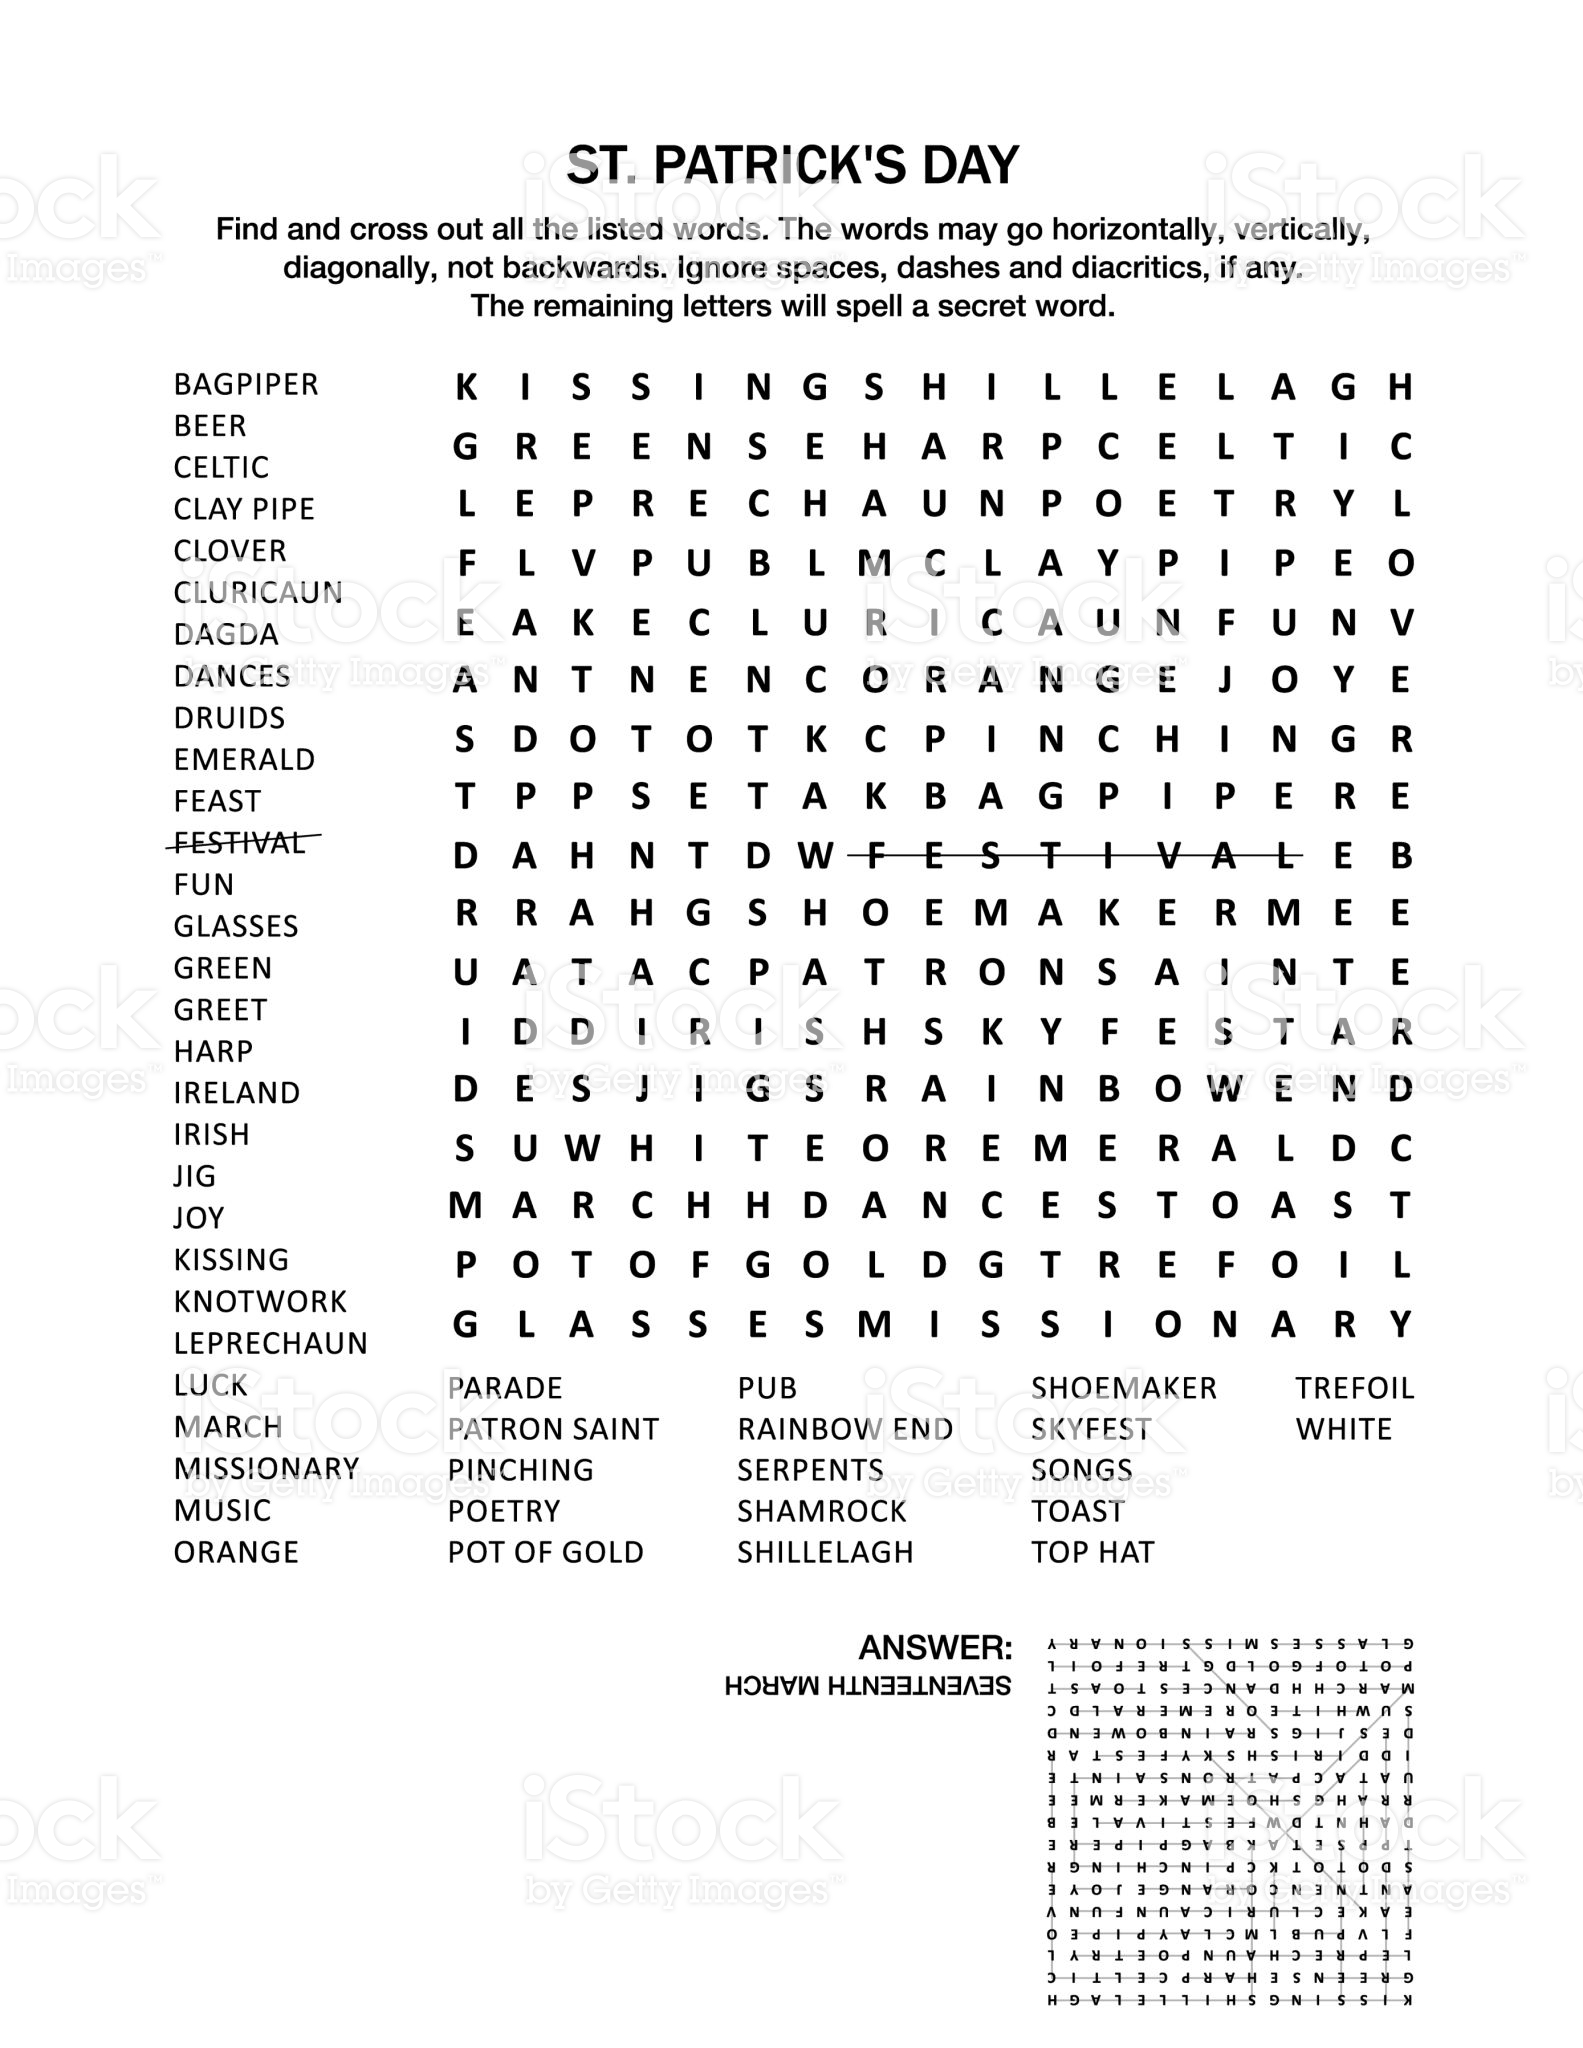 ST. PATRICK'S DAY
Find and cross out all the listed words. The words may go horizontally, vertically,
diagonally, not backwards. Ignore spaces, dashes and diacritics, if any.
The remaining letters will spell a secret word.
BAGPIPER
BEER
CELTIC
CLAY PIPE
CLOVER
CLURICAUN
DAGDA
DANCES
DRUIDS
EMERALD
FEAST
FESTIVAL
FUN
GLASSES
GREEN
GREET
HARP
IRELAND
IRISH
JIG
JOY
KISSING
KNOTWORK
LEPRECHAUN
LUCK
MARCH
MISSIONARY
MUSIC
ORANGE
K I S S I N G S H I L L E L A G H
G R E E N S E H A R P C E L T I C
L E P R E C H A U N P O E T R Y L
F L V P U B L M C L A Y P I P E O
E A K E C L U R I C A U N F U N V
A N T N E N C O R A N G E J O Y E
S D O T O T K C P I N C H I N G R
T P P S E T A K B A G P I P E R E
D A H N T D W F E S T I V A L E B
R R A H G S H O E M A K E R M E E
U A T A C P A T R O N S A I N T E
I D D I R I S H S K Y F E S T A R
D E S J I G S R A I N B O W E N D
S U W H I T E O R E M E R A L D C
M A R C H H D A N C E S T O A S T
P O T O F G O L D G T R E F O I L
G L A S S E S M I S S I O N A R Y
PARADE
PATRON SAINT
PINCHING
POETRY
POT OF GOLD
PUB
RAINBOW END
SERPENTS
SHAMROCK
SHILLELAGH
SHOEMAKER
SKYFEST
SONGS
TOAST
TOP HAT
TREFOIL
WHITE
ANSWER:
SEVENTEENTH MARCH
K I S S I N G S H I L L E L A G H
G R E E N S E H A R P C E L T I C
L E P R E C H A U N P O E T R Y L
F L V P U B L M C L A Y P I P E O
E A K E C L U R I C A U N F U N V
A N T N E N C O R A N G E J O Y E
S D O T O T K C P I N C H I N G R
T P P S E T A K B A G P I P E R E
D A H N T D W F E S T I V A L E B
R R A H G S H O E M A K E R M E E
U A T A C P A T R O N S A I N T E
I D D I R I S H S K Y F E S T A R
D E S J I G S R A I N B O W E N D
S U W H I T E O R E M E R A L D C
M A R C H H D A N C E S T O A S T
P O T O F G O L D G T R E F O I L
G L A S S E S M I S S I O N A R Y
iStock
by Getty Images™